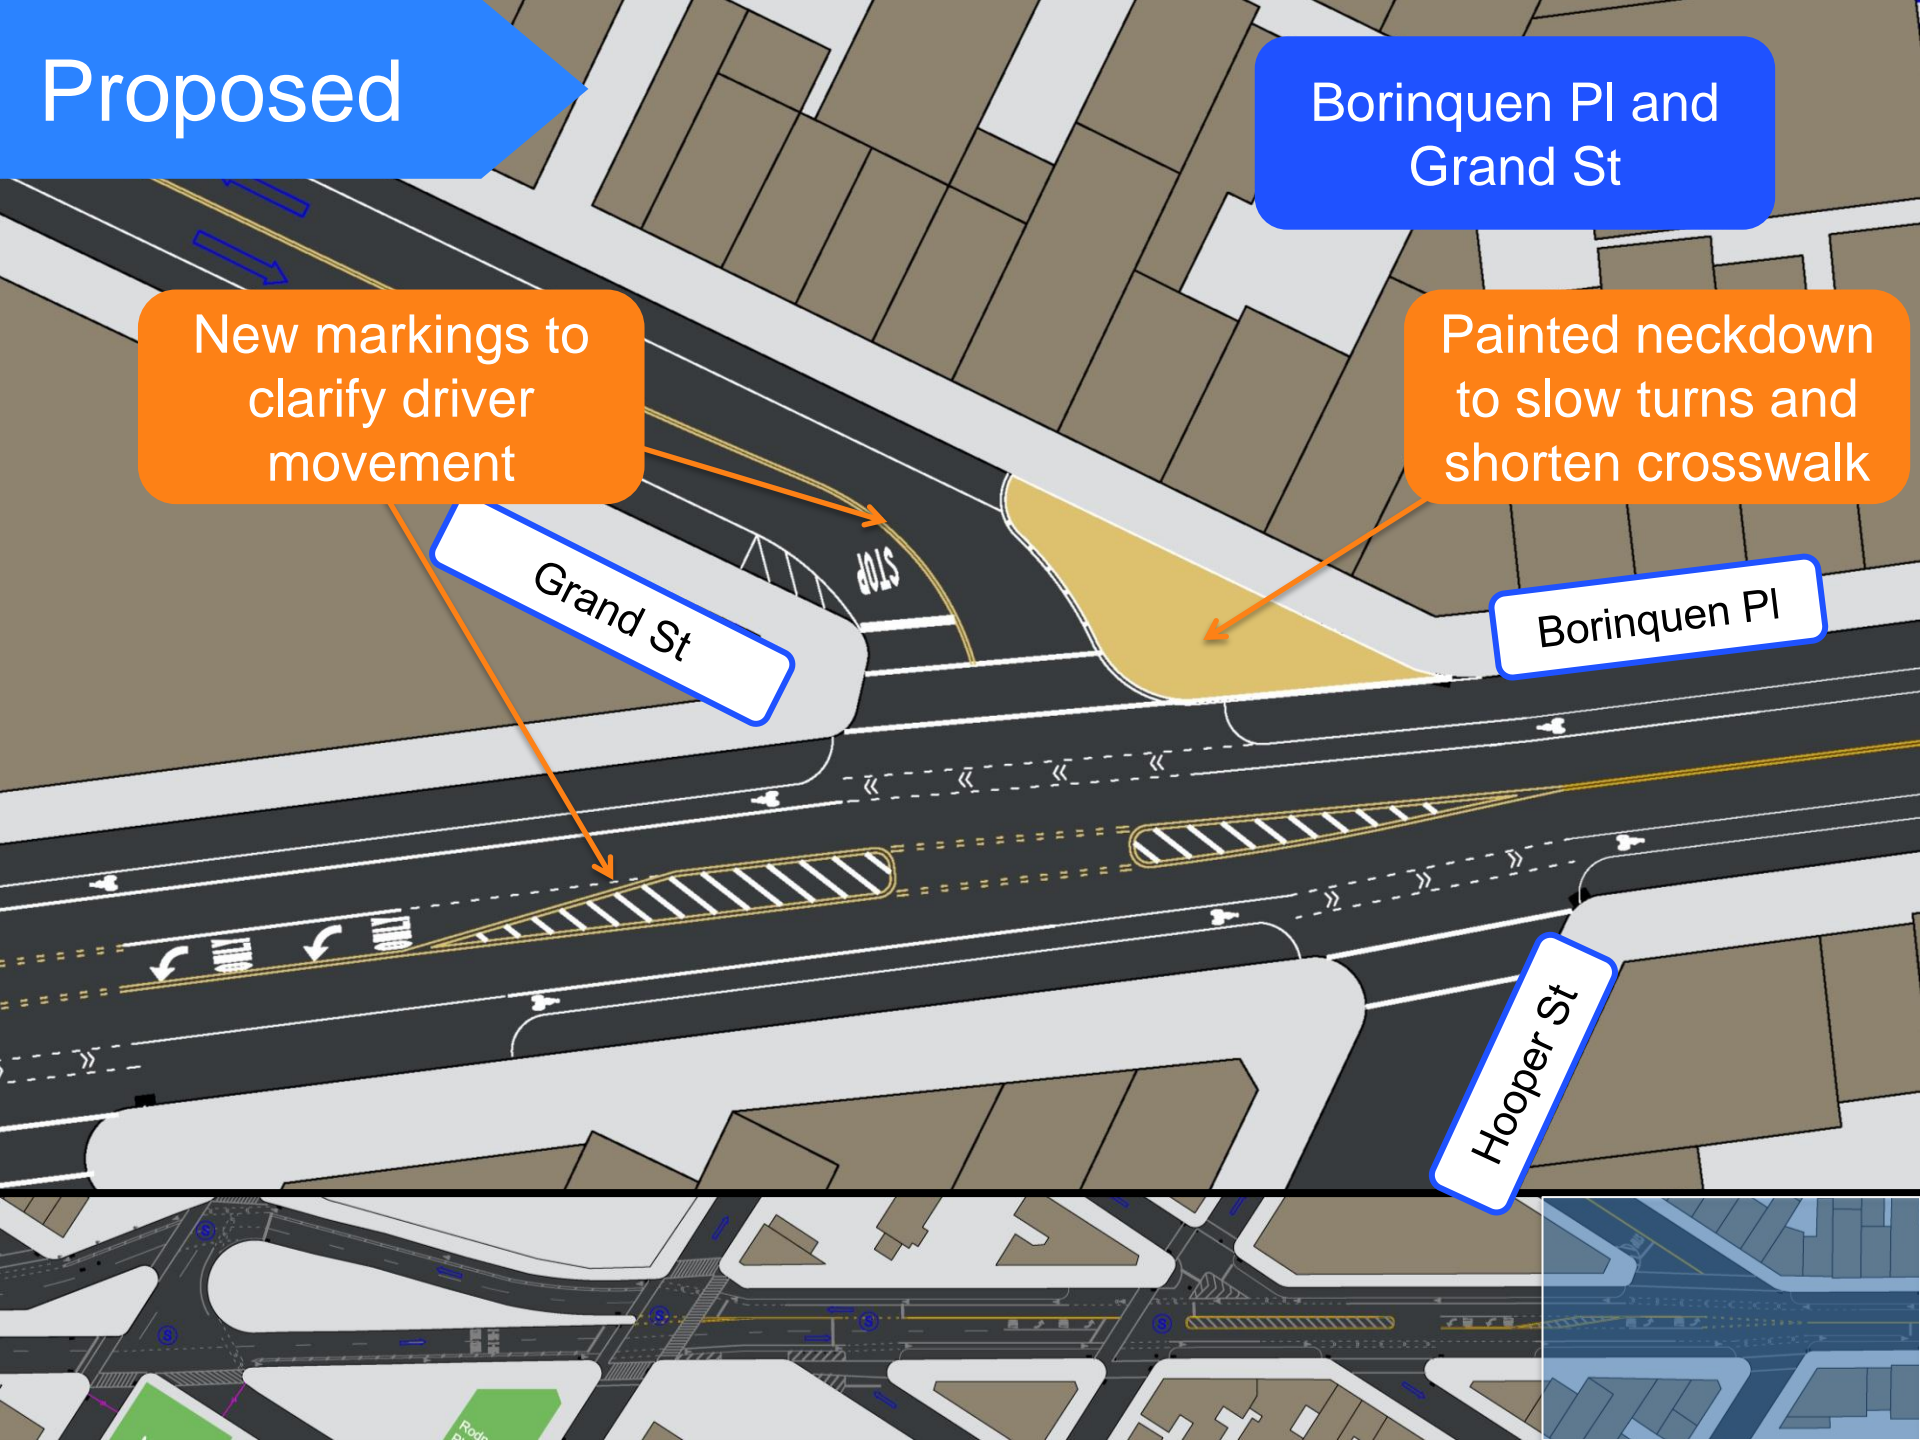 Proposed
Borinquen Pl and
Grand St
New markings to
clarify driver
movement
Painted neckdown
to slow turns and
shorten crosswalk
STOP
Grand St
Borinquen Pl
ONLY
ONLY
Hooper St
S
S
S
S
S